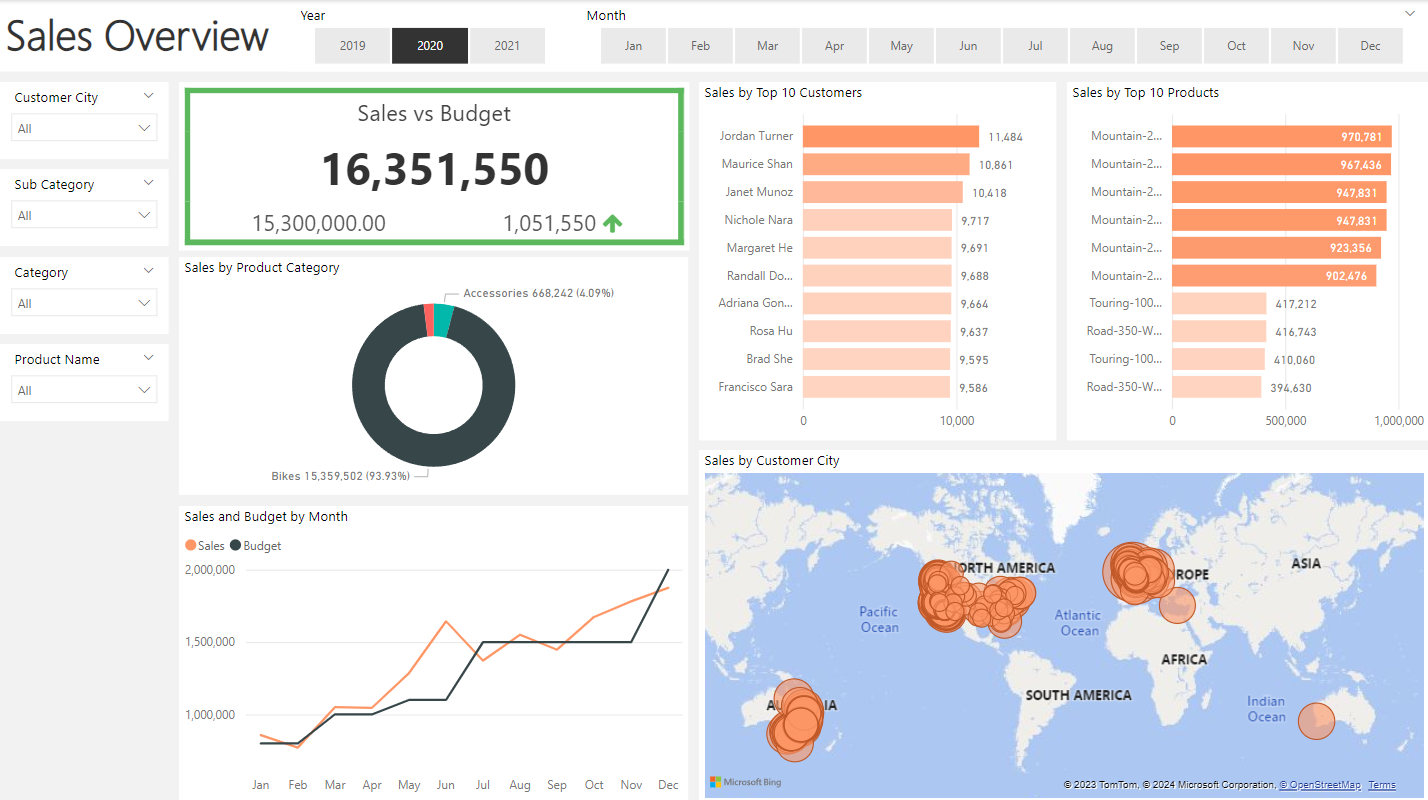 Sales Overview
Year
2019 2020 2021
Month
Jan Feb Mar Apr May Jun Jul Aug Sep Oct Nov Dec
Customer City
All
Sub Category
All
Category
All
Product Name
All
Sales vs Budget
16,351,550
15,300,000.00 1,051,550
Sales by Product Category
Accessories 668,242 (4.09%)
Bikes 15,359,502 (93.93%)
Sales and Budget by Month
Sales Budget
2,000,000
1,500,000
1,000,000
Jan Feb Mar Apr May Jun Jul Aug Sep Oct Nov Dec
Sales by Top 10 Customers
Jordan Turner 11,484
Maurice Shan 10,861
Janet Munoz 10,418
Nichole Nara 9,717
Margaret He 9,691
Randall Do... 9,688
Adriana Gon... 9,664
Rosa Hu 9,637
Brad She 9,595
Francisco Sara 9,586
0 10,000
Sales by Top 10 Products
Mountain-2... 970,781
Mountain-2... 967,436
Mountain-2... 947,831
Mountain-2... 947,831
Mountain-2... 923,356
Mountain-2... 902,476
Touring-100... 417,212
Road-350-W... 416,743
Touring-100... 410,060
Road-350-W... 394,630
0 500,000 1,000,000
Sales by Customer City
ORTH AMERICA
ROPE
ASIA
Pacific
Ocean
Atlantic
Ocean
AFRICA
SOUTH AMERICA
Indian
Ocean
Microsoft Bing
© 2023 TomTom, © 2024 Microsoft Corporation, © OpenStreetMap Terms